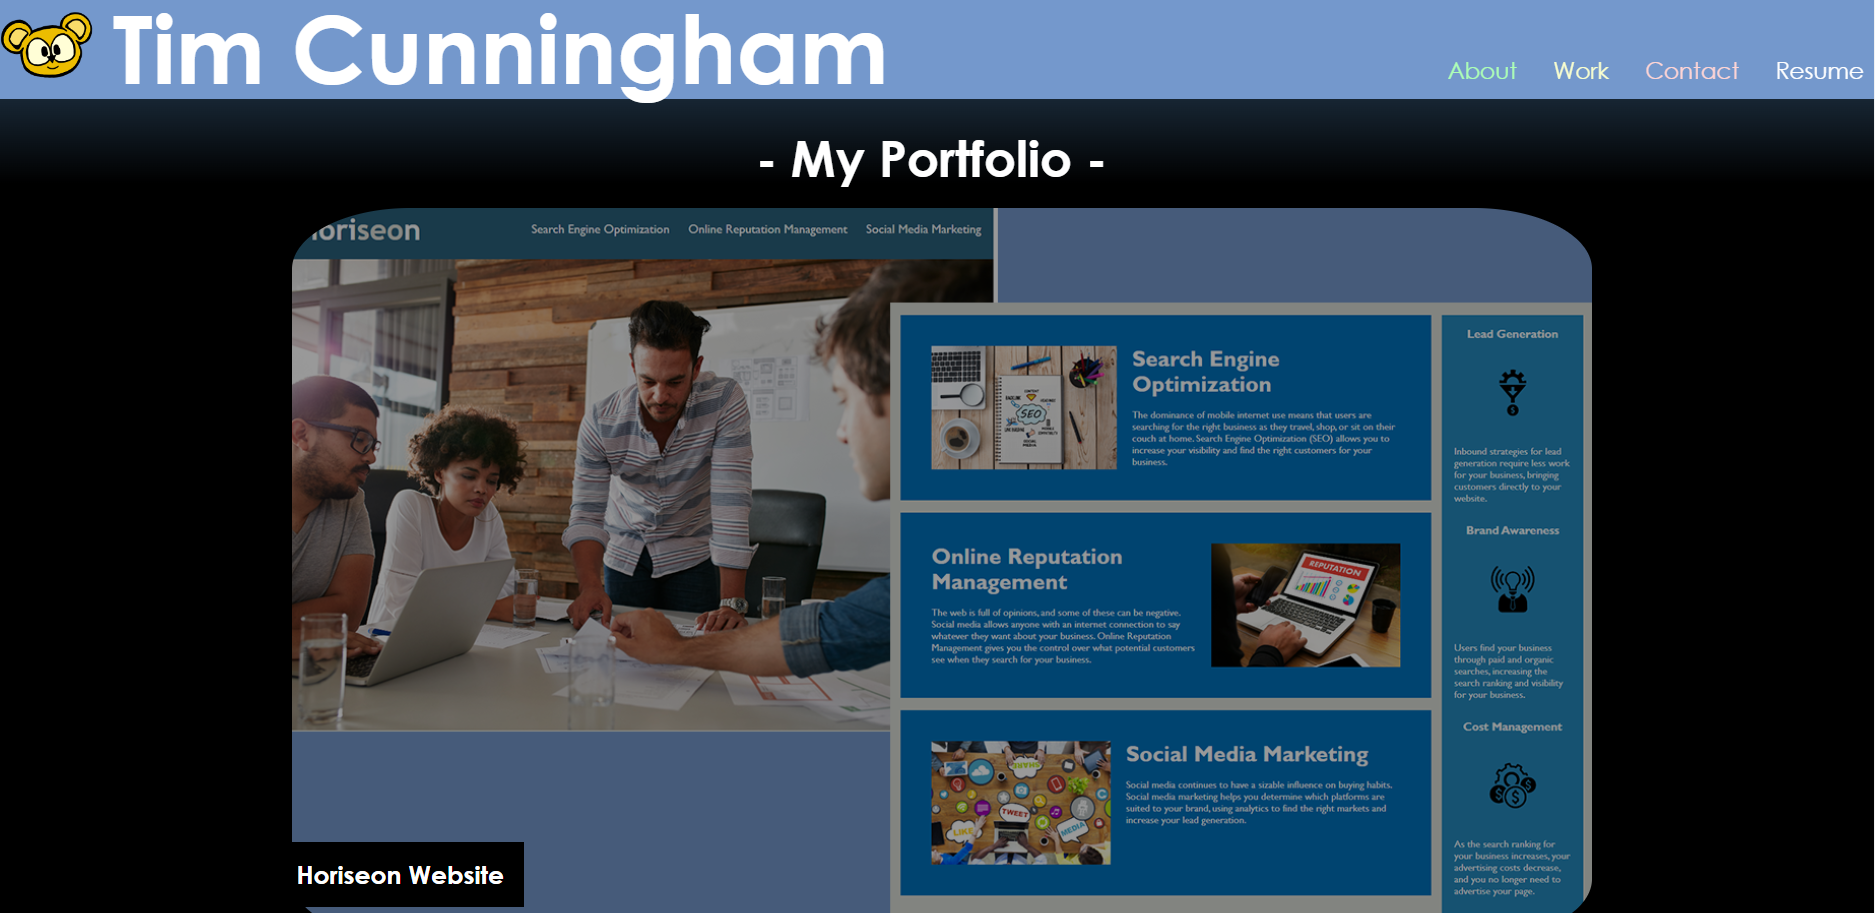 Tim Cunningham
About Work Contact Resume
- My Portfolio -
oriseon
Search Engine Optimization Online Reputation Management Social Media Marketing
Search Engine
Optimization
The dominance of mobile internet use means that users are
searching for the right business as they travel, shop, or sit on their
couch at home. Search Engine Optimization (SEO) allows you to
increase your visibility and find the right customers for your
business.
SEO
Online Reputation
Management
The web is full of opinions, and some of these can be negative.
Social media allows anyone with an internet connection to say
whatever they want about your business. Online Reputation
Management gives you the control over what potential customers
see when they search for your business.
REPUTATION
Social Media Marketing
Social media continues to have a sizable influence on buying habits.
Social media marketing helps you determine which platforms are
suited to your brand, using analytics to find the right markets and
increase your lead generation.
SHARE
TWEET
LIKE
MEDIA
Lead Generation
Inbound strategies for lead
generation require less work
for your business, bringing
customers directly to your
website.
Brand Awareness
Users find your business
through paid and organic
searches, increasing the
search ranking and visibility
for your business.
Cost Management
As the search ranking for
your business increases, your
advertising costs decrease,
and you no longer need to
advertise your page.
Horiseon Website